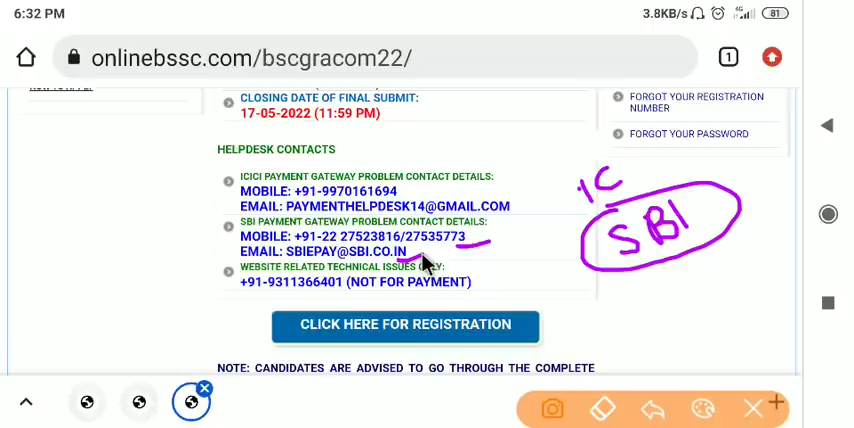 6:32 PM
3.8KB/s 4G 81
onlinebssc.com/bscgracom22/
1
CLOSING DATE OF FINAL SUBMIT:
17-05-2022 (11:59 PM)
FORGOT YOUR REGISTRATION
NUMBER
FORGOT YOUR PASSWORD
HELPDESK CONTACTS
ICICI PAYMENT GATEWAY PROBLEM CONTACT DETAILS:
MOBILE: +91-9970161694
EMAIL: PAYMENTHELPDESK14@GMAIL.COM
SBI PAYMENT GATEWAY PROBLEM CONTACT DETAILS:
MOBILE: +91-22 27523816/27535773
EMAIL: SBIEPAY@SBI.CO.IN
WEBSITE RELATED TECHNICAL ISSUES ONLY:
+91-9311366401 (NOT FOR PAYMENT)
IC
SBI
CLICK HERE FOR REGISTRATION
NOTE: CANDIDATES ARE ADVISED TO GO THROUGH THE COMPLETE